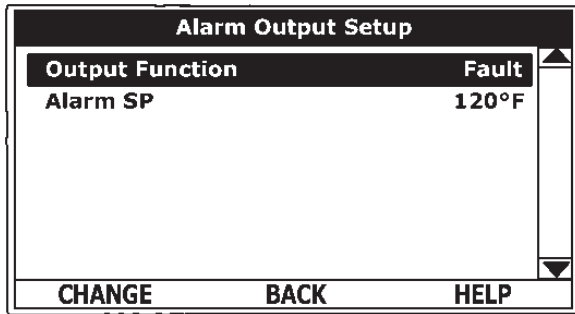 Alarm Output Setup
Output Function Fault
Alarm SP 120°F
CHANGE BACK HELP